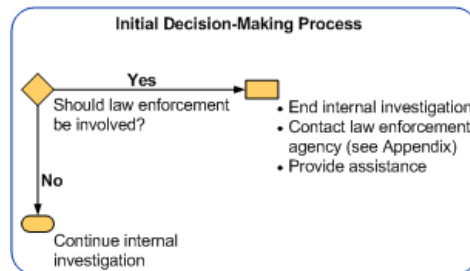 Initial Decision-Making Process
Yes
Should law enforcement
be involved?
• End internal investigation
• Contact law enforcement
agency (see Appendix)
• Provide assistance
No
Continue internal
investigation